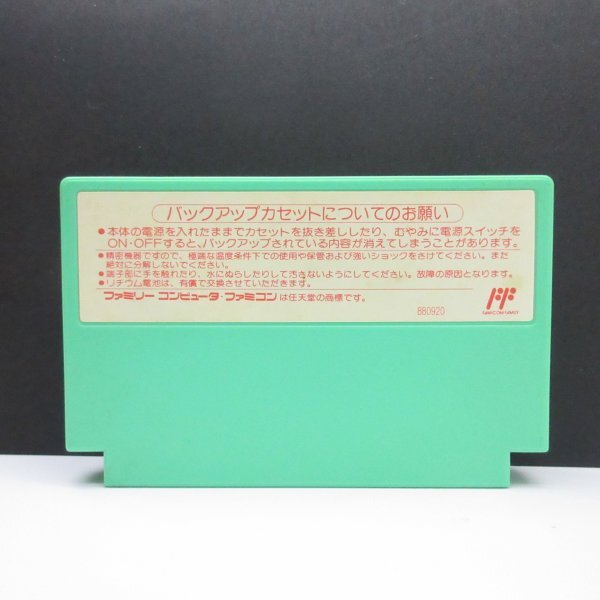 バックアップカセットについてのお願い
●本体の電源を入れたままでカセットを抜き差ししたり、むやみに電源スイッチを
ON・OFFすると、バックアップされている内容が消えてしまうことがあります。
●精密機器ですので、極端な温度条件下での使用や保管および強いショックをさけてください。また
絶対に分解しないでください。
●端子部に手を触れたり、水にぬらしたりして汚さないようにしてください。故障の原因となります。
●リチウム電池は、有償で交換させていただきます。
ファミリーコンピュータ・ファミコンは任天堂の商標です。
880920
FF
FAMICOM FAMILY